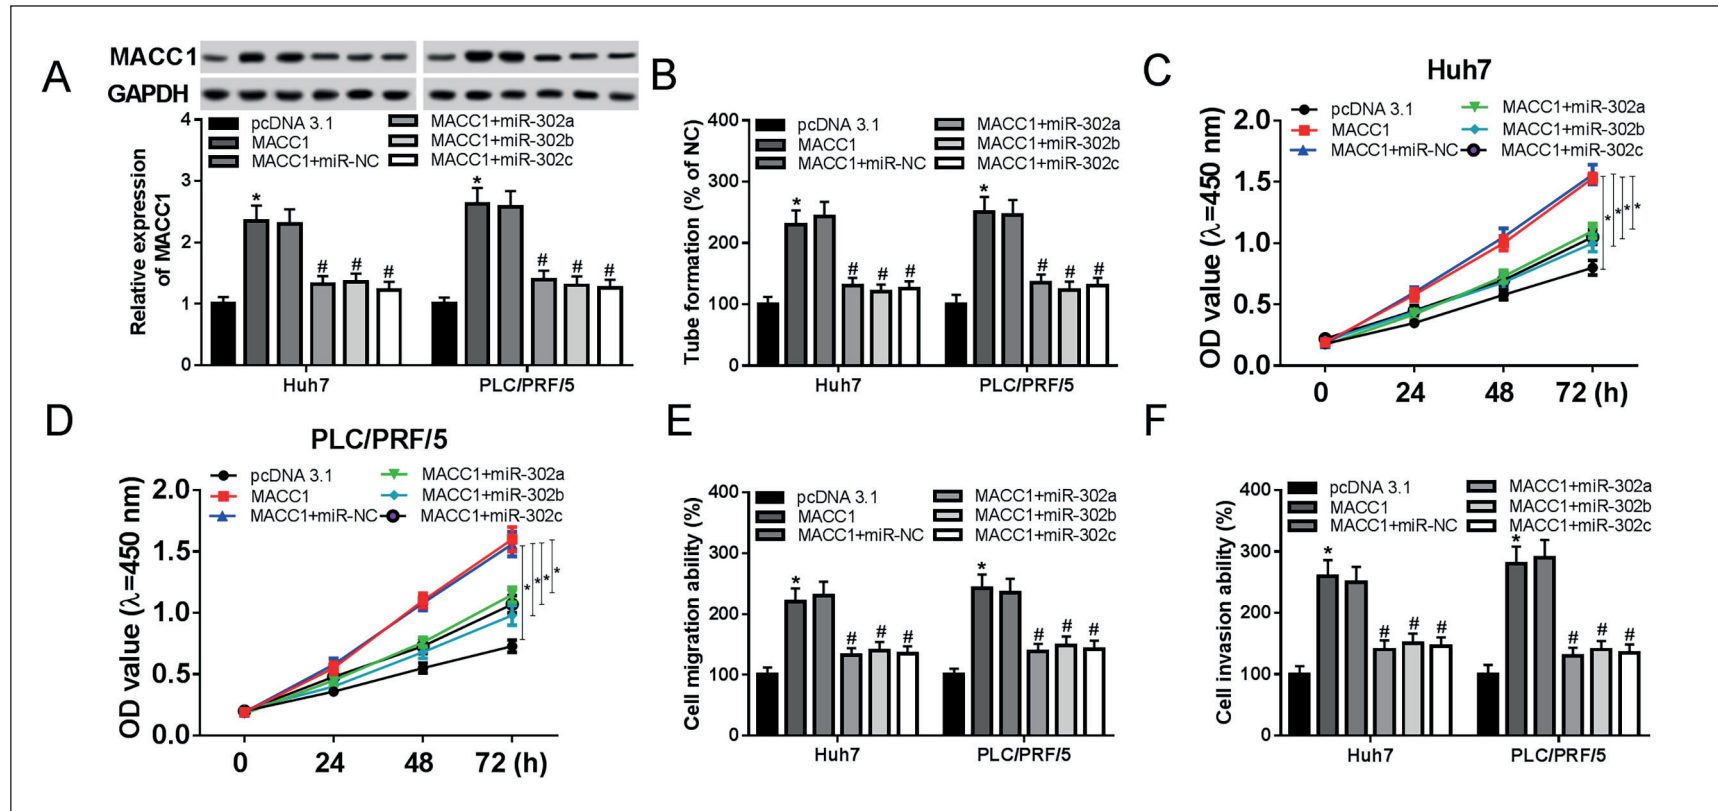 A
MACC1
GAPDH
Relative expression
of MACC1
4
3
2
1
0
pcDNA 3.1
MACC1
MACC1+miR-NC
MACC1+miR-302a
MACC1+miR-302b
MACC1+miR-302c
*
# # #
*
# # #
Huh7
PLC/PRF/5
B
Tube formation (% of NC)
400
300
200
100
0
pcDNA 3.1
MACC1
MACC1+miR-NC
MACC1+miR-302a
MACC1+miR-302b
MACC1+miR-302c
*
# # #
*
# # #
Huh7
PLC/PRF/5
C
Huh7
OD value (λ=450 nm)
2.0
1.5
1.0
0.5
0.0
pcDNA 3.1
MACC1
MACC1+miR-NC
MACC1+miR-302a
MACC1+miR-302b
MACC1+miR-302c
* * * *
0 24 48 72 (h)
D
PLC/PRF/5
OD value (λ=450 nm)
2.0
1.5
1.0
0.5
0.0
pcDNA 3.1
MACC1
MACC1+miR-NC
MACC1+miR-302a
MACC1+miR-302b
MACC1+miR-302c
* * * *
0 24 48 72 (h)
E
Cell migration ability (%)
400
300
200
100
0
pcDNA 3.1
MACC1
MACC1+miR-NC
MACC1+miR-302a
MACC1+miR-302b
MACC1+miR-302c
*
# # #
*
# # #
Huh7
PLC/PRF/5
F
Cell invasion ability (%)
400
300
200
100
0
pcDNA 3.1
MACC1
MACC1+miR-NC
MACC1+miR-302a
MACC1+miR-302b
MACC1+miR-302c
*
# # #
*
# # #
Huh7
PLC/PRF/5